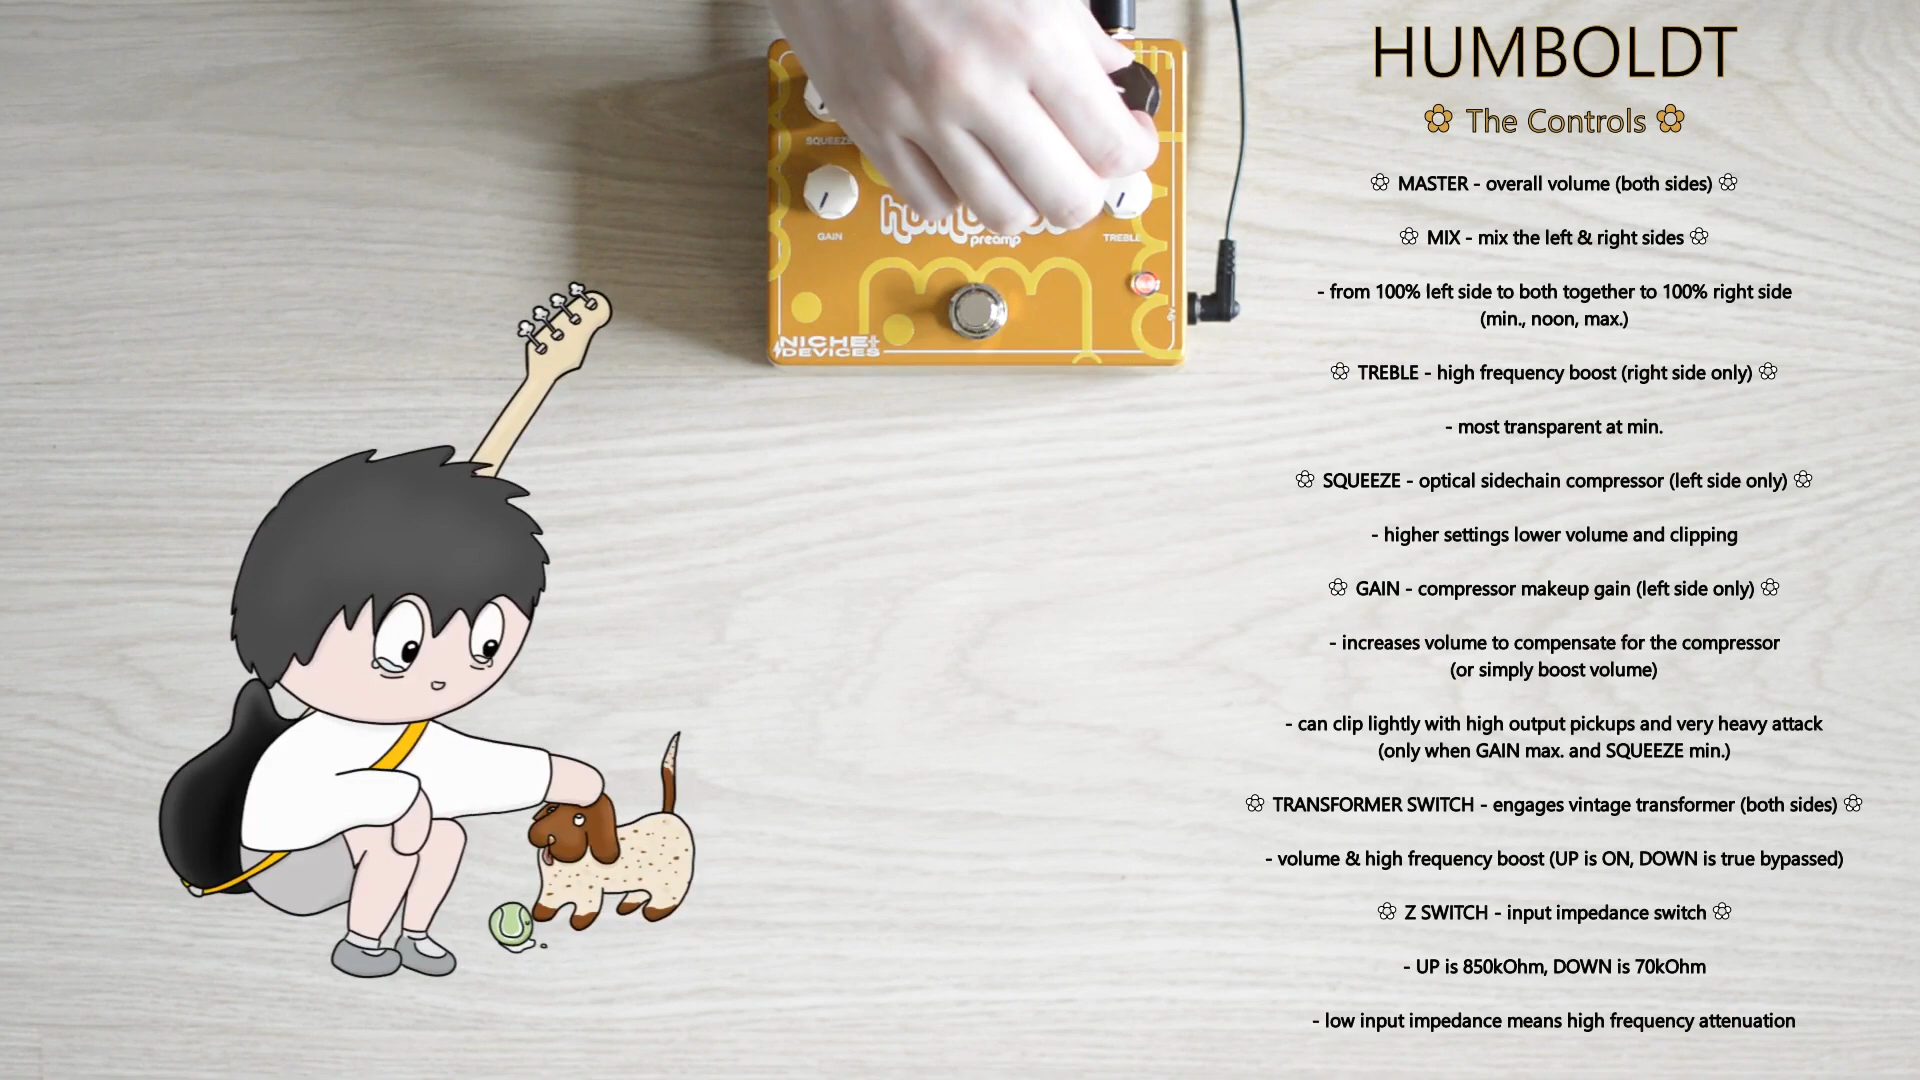 HUMBOLDT
The Controls
MASTER - overall volume (both sides)
MIX - mix the left & right sides
- from 100% left side to both together to 100% right side
(min., noon, max.)
TREBLE - high frequency boost (right side only)
- most transparent at min.
SQUEEZE - optical sidechain compressor (left side only)
- higher settings lower volume and clipping
GAIN - compressor makeup gain (left side only)
- increases volume to compensate for the compressor
(or simply boost volume)
- can clip lightly with high output pickups and very heavy attack
(only when GAIN max. and SQUEEZE min.)
TRANSFORMER SWITCH - engages vintage transformer (both sides)
- volume & high frequency boost (UP is ON, DOWN is true bypassed)
Z SWITCH - input impedance switch
- UP is 850kOhm, DOWN is 70kOhm
- low input impedance means high frequency attenuation
SQUEEZE
GAIN
TREBLE
preamp
9V
NICHE
DEVICES